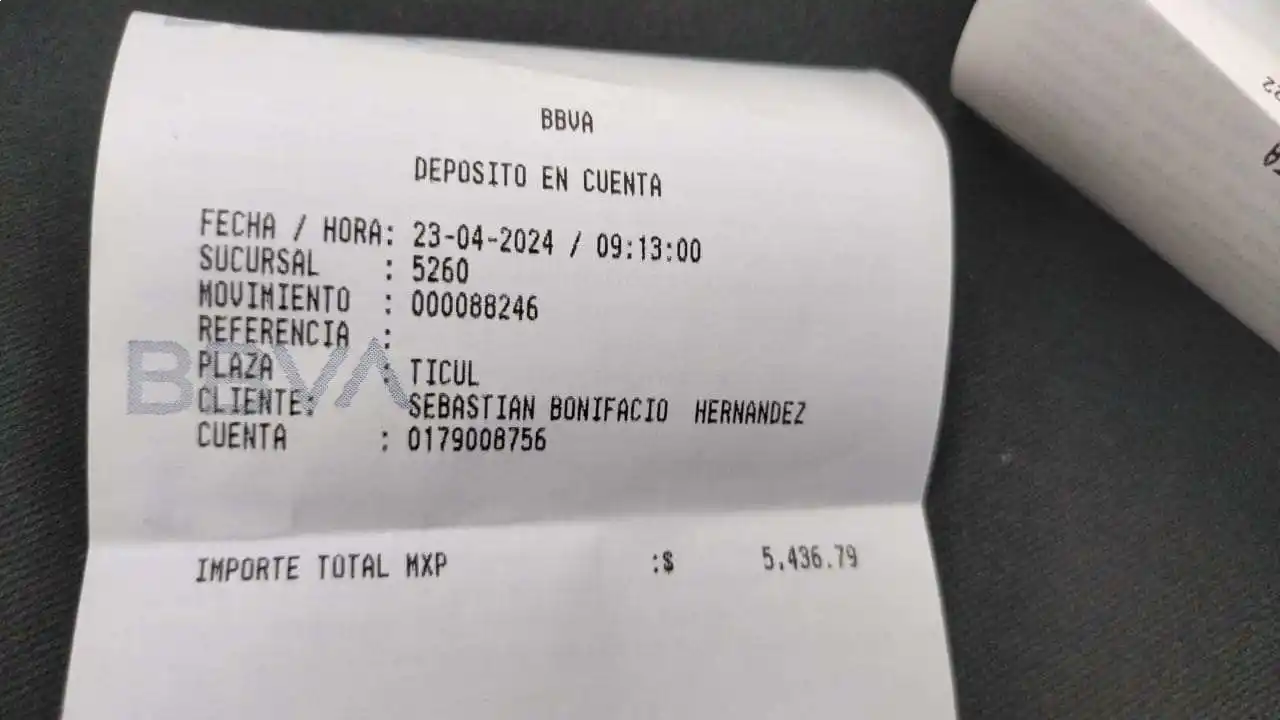 BBVA
DEPOSITO EN CUENTA
FECHA / HORA: 23-04-2024 / 09:13:00
SUCURSAL : 5260
MOVIMIENTO : 000088246
REFERENCIA :
PLAZA : TICUL
CLIENTE: SEBASTIAN BONIFACIO HERNANDEZ
CUENTA : 0179008756
BBVA
IMPORTE TOTAL MXP :$ 5,436.79